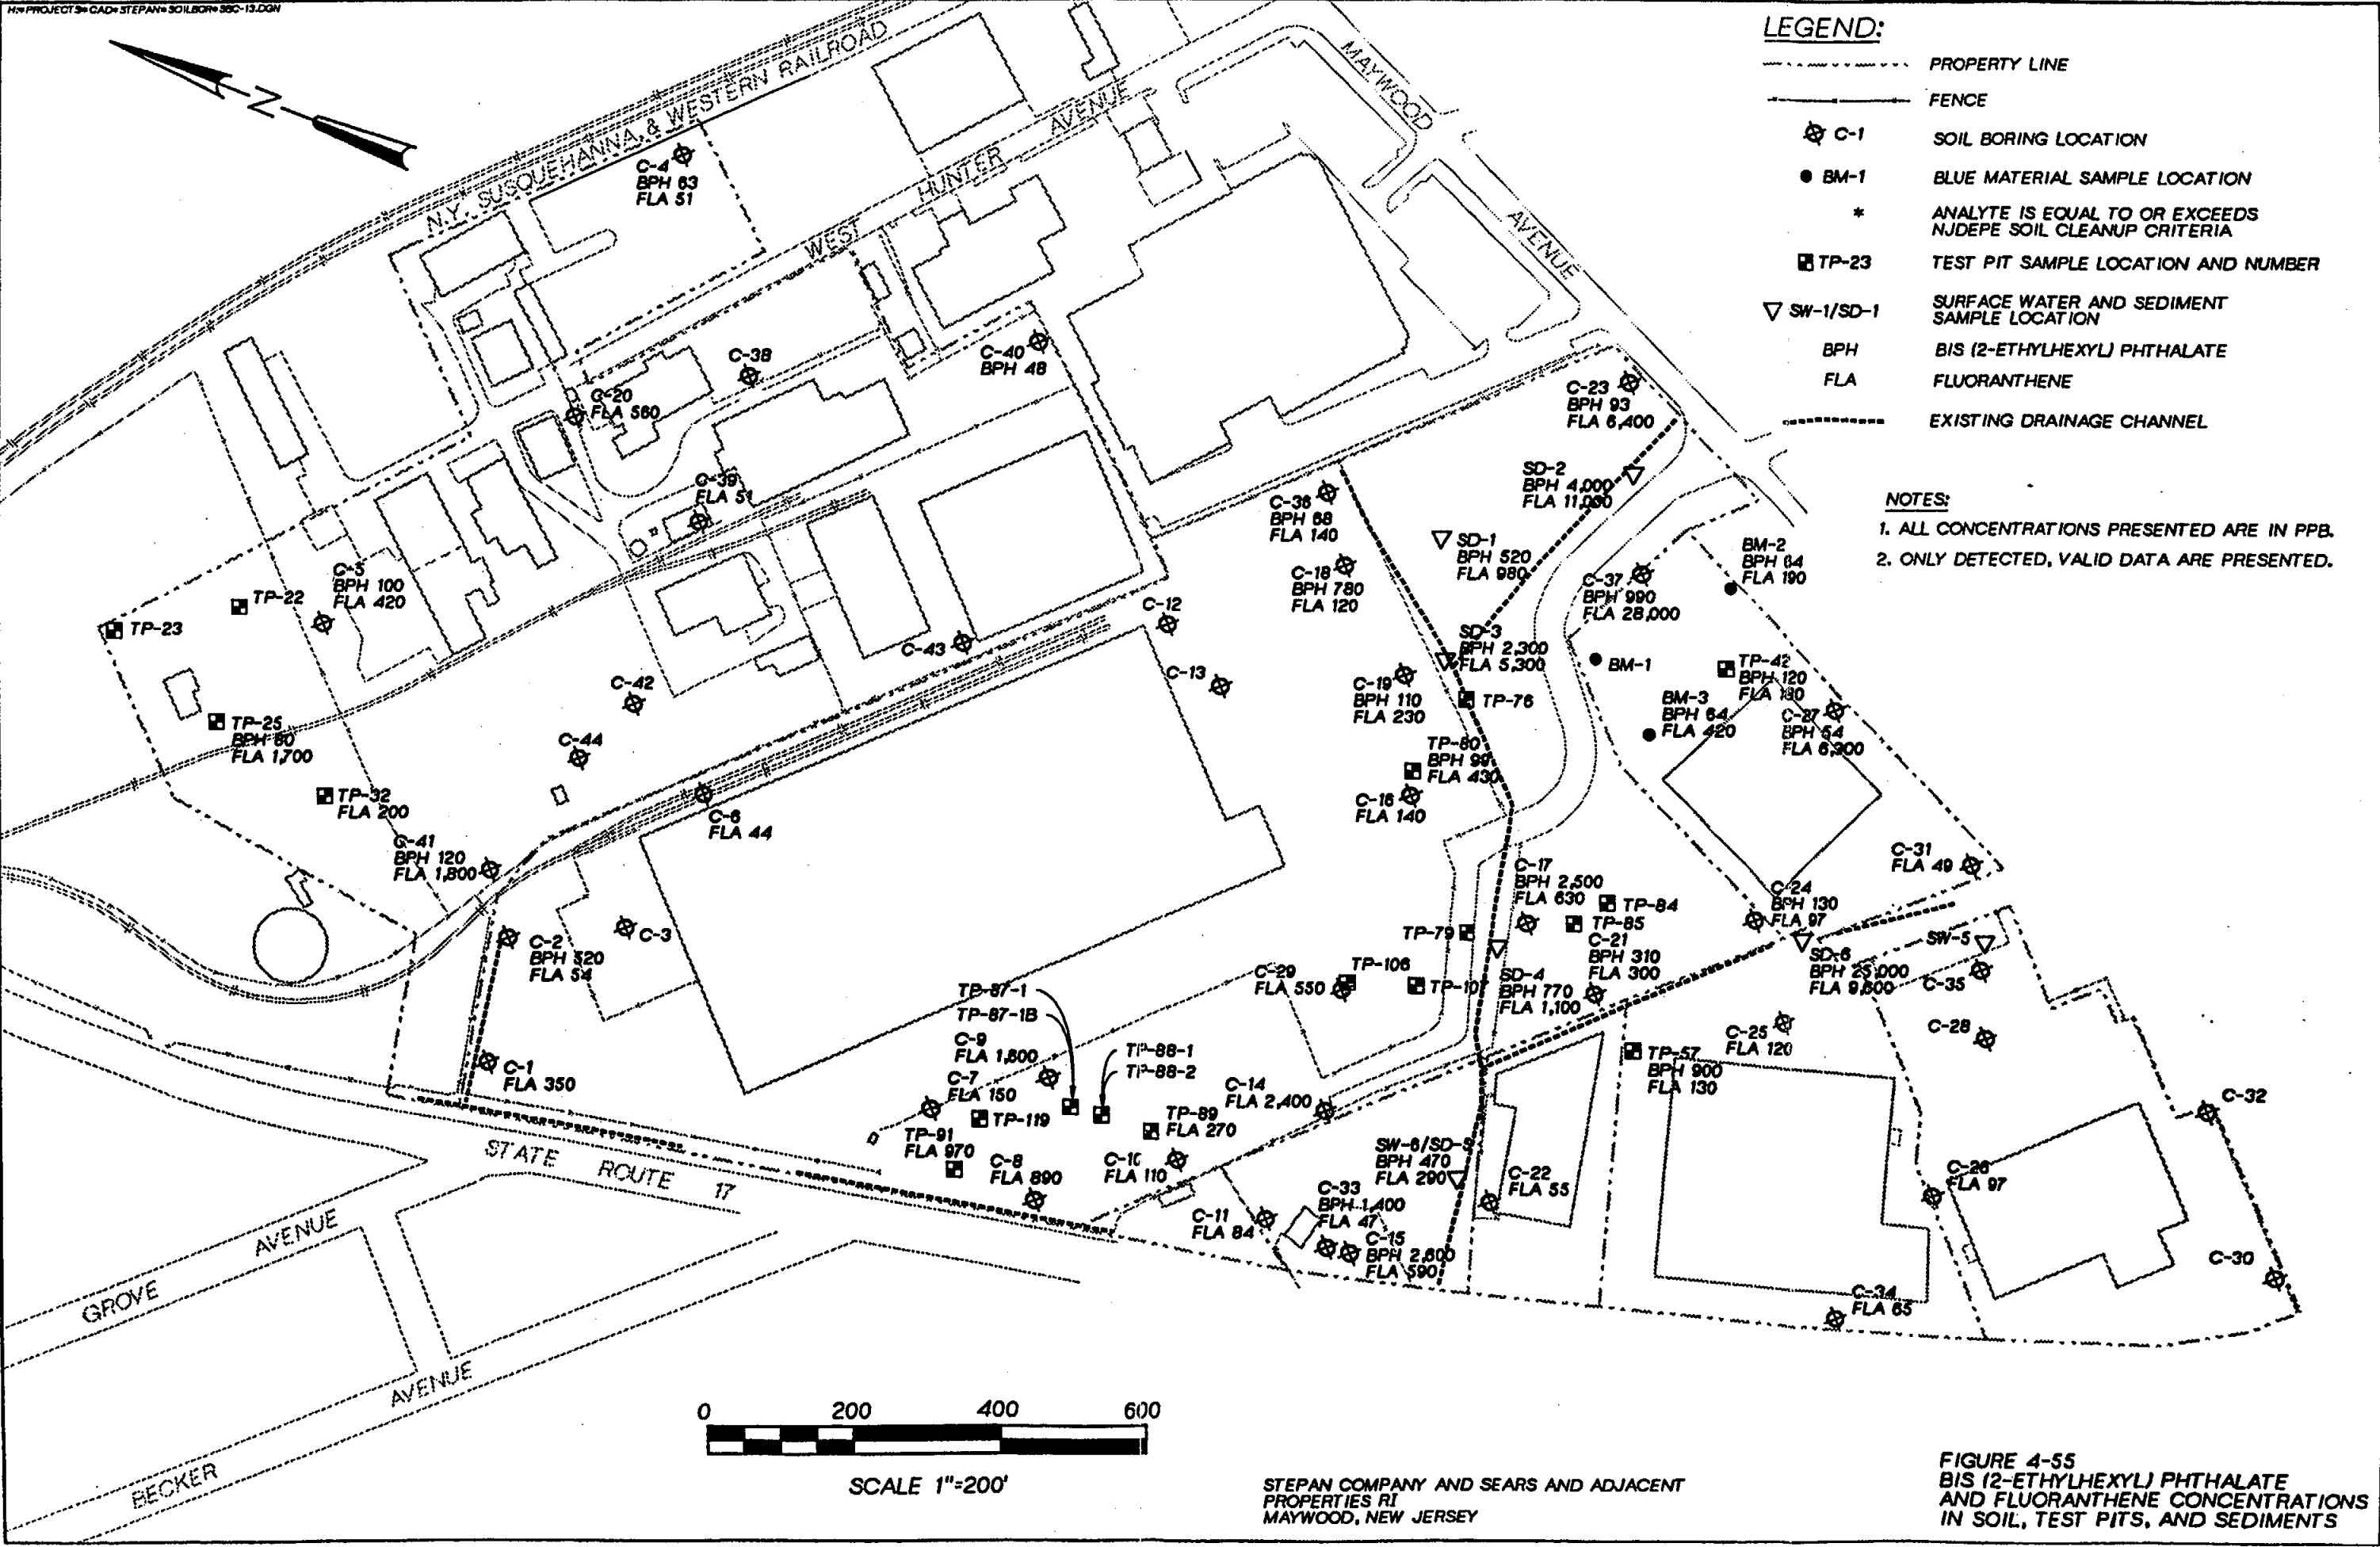 H:=PROJECTS=CAD=STEPAN=SOILBOR=SBC-13.DGN
LEGEND:
PROPERTY LINE
FENCE
C-1 SOIL BORING LOCATION
BM-1 BLUE MATERIAL SAMPLE LOCATION
* ANALYTE IS EQUAL TO OR EXCEEDS
NJDEPE SOIL CLEANUP CRITERIA
TP-23 TEST PIT SAMPLE LOCATION AND NUMBER
SW-1/SD-1 SURFACE WATER AND SEDIMENT
SAMPLE LOCATION
BPH BIS (2-ETHYLHEXYL) PHTHALATE
FLA FLUORANTHENE
EXISTING DRAINAGE CHANNEL
NOTES:
1. ALL CONCENTRATIONS PRESENTED ARE IN PPB.
2. ONLY DETECTED, VALID DATA ARE PRESENTED.
N
N.Y. SUSQUEHANNA, & WESTERN RAILROAD
WEST HUNTER AVENUE
MAYWOOD AVENUE
C-4
BPH 63
FLA 51
C-38
C-40
BPH 48
C-20
FLA 560
C-39
FLA 51
C-23
BPH 93
FLA 6,400
SD-2
BPH 4,000
FLA 11,000
C-36
BPH 68
FLA 140
SD-1
BPH 520
FLA 980
C-18
BPH 780
FLA 120
BM-2
BPH 64
FLA 190
C-37
BPH 990
FLA 28,000
C-5
BPH 100
FLA 420
TP-22
TP-23
C-12
C-43
C-13
C-42
C-44
SD-3
BPH 2,300
FLA 5,300
C-19
BPH 110
FLA 230
TP-76
BM-1
TP-42
BPH 120
BM-3
BPH 64
FLA 420
C-27
BPH 54
TP-25
BPH 60
FLA 1,700
TP-32
FLA 200
TP-80
BPH 99
FLA 430
C-16
FLA 140
C-6
FLA 44
C-41
BPH 120
FLA 1,800
C-31
FLA 49
C-17
BPH 2,500
FLA 630
TP-84
TP-85
C-24
BPH 130
FLA 97
C-2
BPH 520
FLA 54
C-3
TP-79
C-21
BPH 310
FLA 300
SW-5
SD-6
BPH 25,000
FLA 9,600
C-35
C-29
FLA 550
TP-106
TP-107
SD-4
BPH 770
FLA 1,100
TP-87-1
TP-87-1B
C-9
FLA 1,600
TP-88-1
TP-88-2
C-28
C-25
FLA 120
C-1
FLA 350
C-7
FLA 150
TP-119
C-14
FLA 2,400
TP-57
BPH 900
FLA 130
C-32
TP-91
FLA 970
TP-89
FLA 270
C-8
FLA 890
C-10
FLA 110
SW-6/SD-5
BPH 470
FLA 290
C-22
FLA 55
C-26
FLA 97
C-11
FLA 84
C-33
BPH 1,400
FLA 47
C-15
BPH 2,600
FLA 590
C-30
C-34
FLA 65
STATE ROUTE 17
GROVE AVENUE
BECKER AVENUE
0 200 400 600
SCALE 1"=200'
STEPAN COMPANY AND SEARS AND ADJACENT
PROPERTIES RI
MAYWOOD, NEW JERSEY
FIGURE 4-55
BIS (2-ETHYLHEXYL) PHTHALATE
AND FLUORANTHENE CONCENTRATIONS
IN SOIL, TEST PITS, AND SEDIMENTS